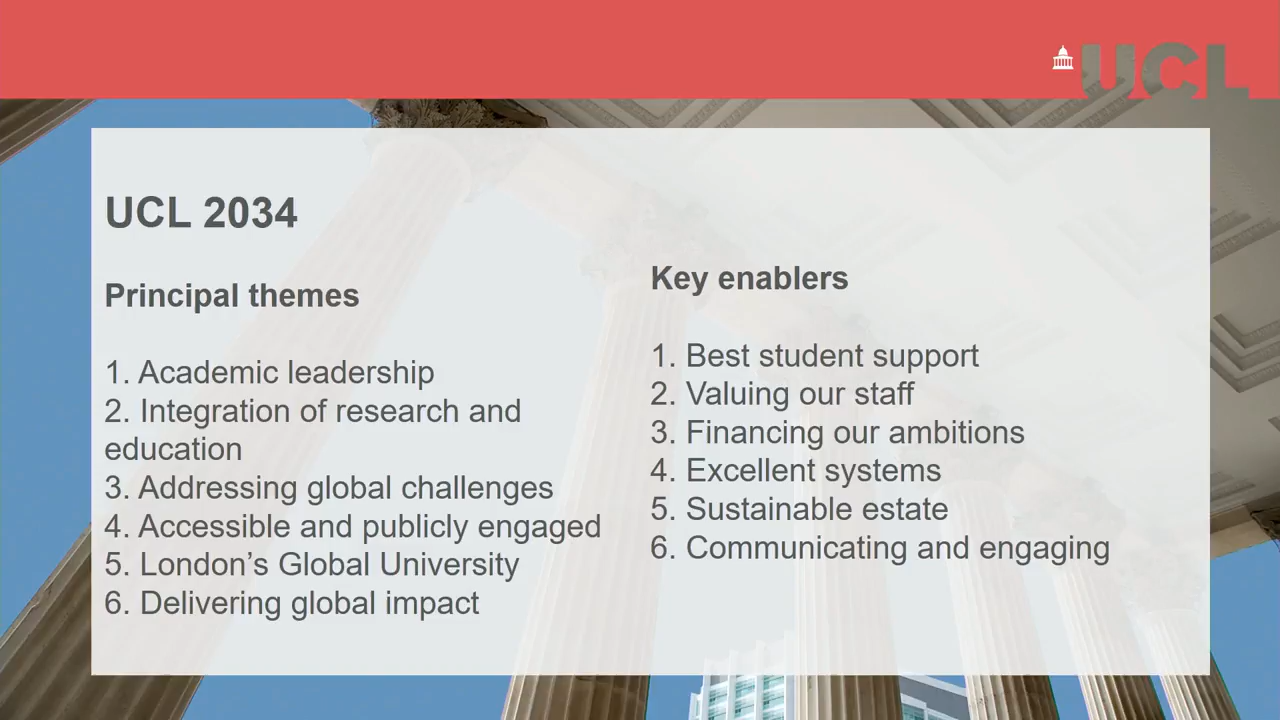 UCL
UCL 2034
Principal themes
1. Academic leadership
2. Integration of research and
education
3. Addressing global challenges
4. Accessible and publicly engaged
5. London’s Global University
6. Delivering global impact
Key enablers
1. Best student support
2. Valuing our staff
3. Financing our ambitions
4. Excellent systems
5. Sustainable estate
6. Communicating and engaging